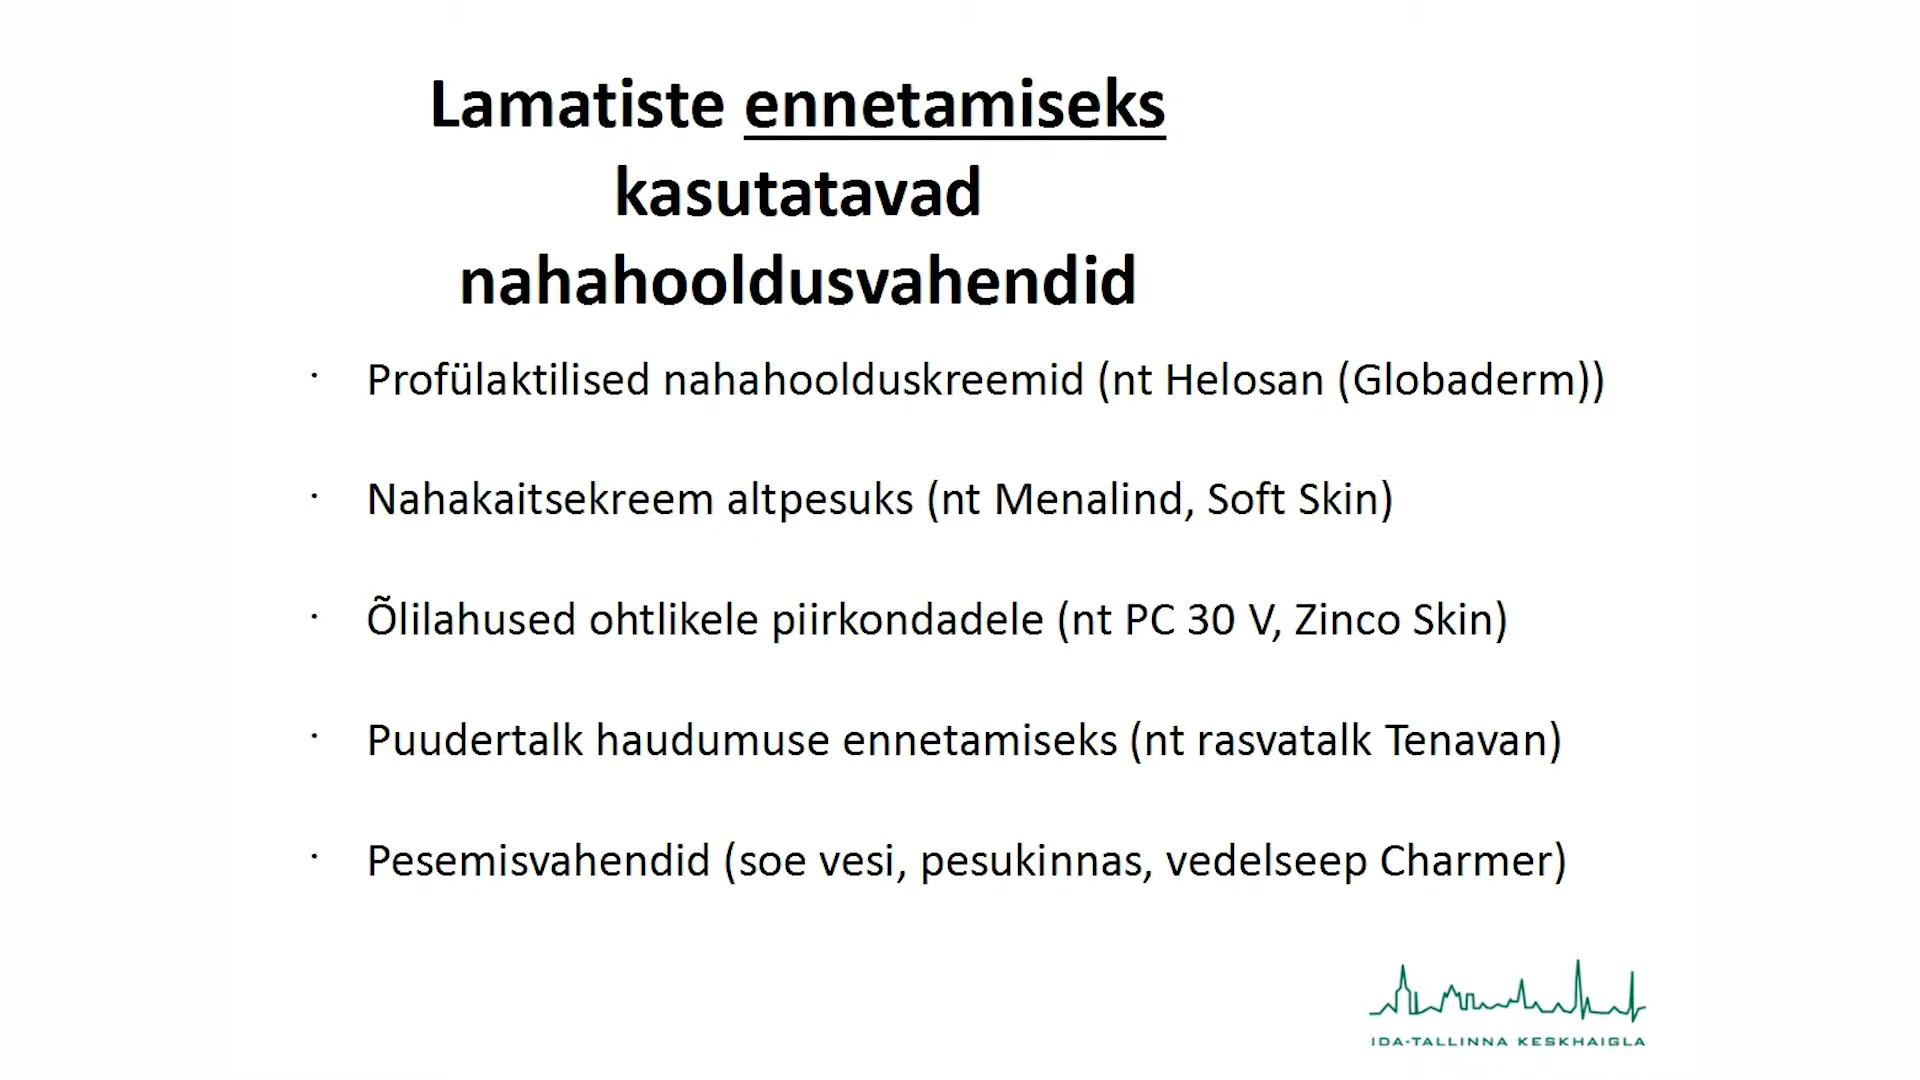 Lamatiste ennetamiseks
kasutatavad
nahahooldusvahendid
· Profülaktilised nahahoolduskreemid (nt Helosan (Globaderm))
· Nahakaitsekreem altpesuks (nt Menalind, Soft Skin)
· Õlilahused ohtlikele piirkondadele (nt PC 30 V, Zinco Skin)
· Puudertalk haudumuse ennetamiseks (nt rasvatalk Tenavan)
· Pesemisvahendid (soe vesi, pesukinnas, vedelseep Charmer)
IDA-TALLINNA KESKHAIGLA